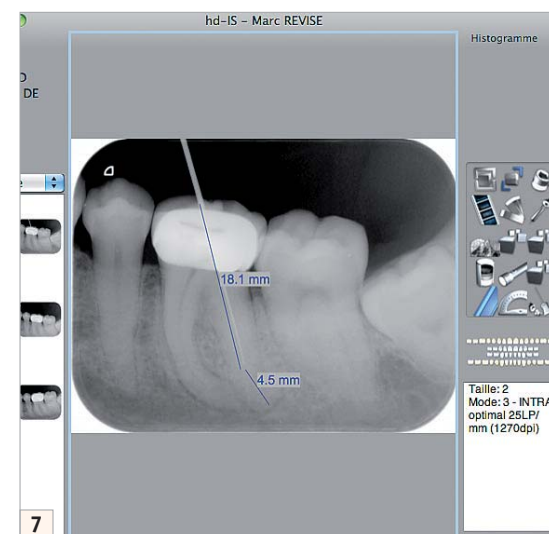 hd-IS – Marc REVISE
Histogramme
DE
18.1 mm
4.5 mm
Taille: 2
Mode: 3 - INTRA
optimal 25LP/
mm (1270dpi)
7